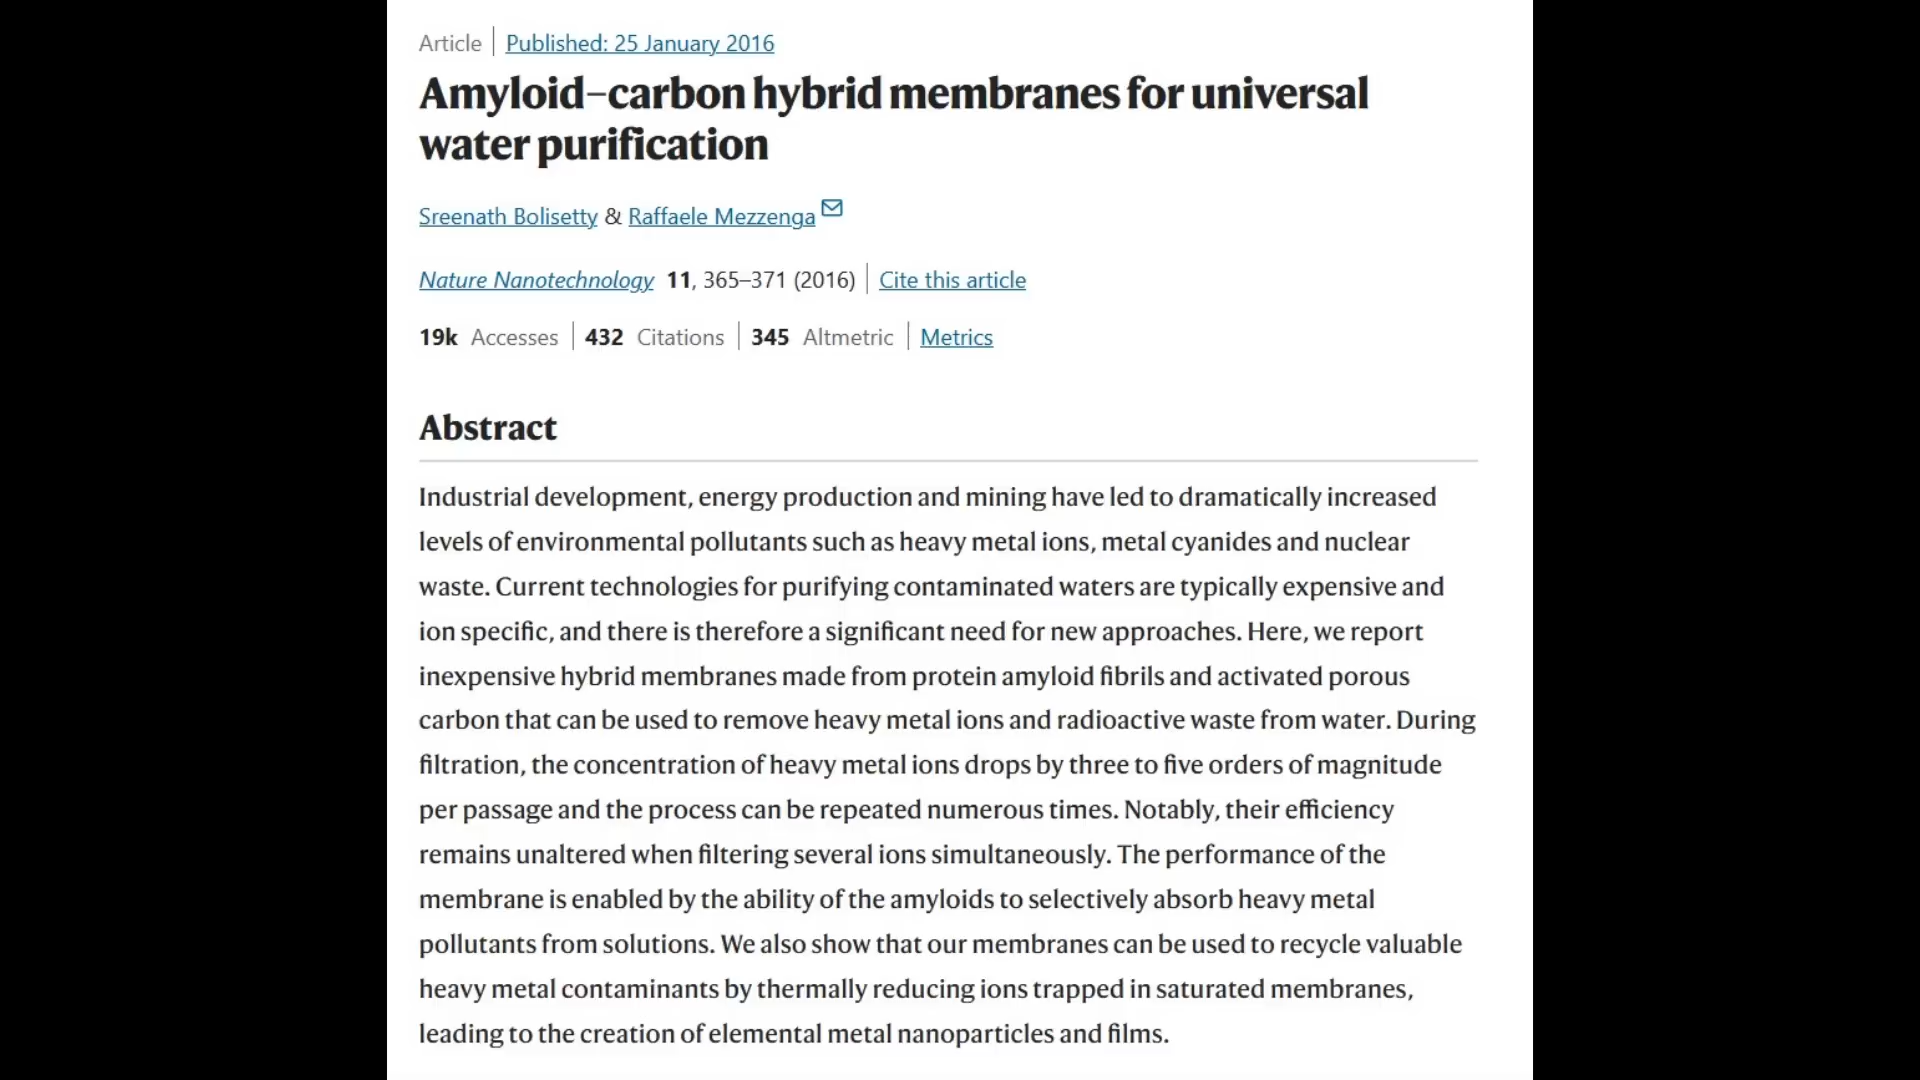 Article | Published: 25 January 2016
Amyloid–carbon hybrid membranes for universal
water purification
Sreenath Bolisetty & Raffaele Mezzenga
Nature Nanotechnology 11, 365–371 (2016) | Cite this article
19k Accesses | 432 Citations | 345 Altmetric | Metrics
Abstract
Industrial development, energy production and mining have led to dramatically increased
levels of environmental pollutants such as heavy metal ions, metal cyanides and nuclear
waste. Current technologies for purifying contaminated waters are typically expensive and
ion specific, and there is therefore a significant need for new approaches. Here, we report
inexpensive hybrid membranes made from protein amyloid fibrils and activated porous
carbon that can be used to remove heavy metal ions and radioactive waste from water. During
filtration, the concentration of heavy metal ions drops by three to five orders of magnitude
per passage and the process can be repeated numerous times. Notably, their efficiency
remains unaltered when filtering several ions simultaneously. The performance of the
membrane is enabled by the ability of the amyloids to selectively absorb heavy metal
pollutants from solutions. We also show that our membranes can be used to recycle valuable
heavy metal contaminants by thermally reducing ions trapped in saturated membranes,
leading to the creation of elemental metal nanoparticles and films.